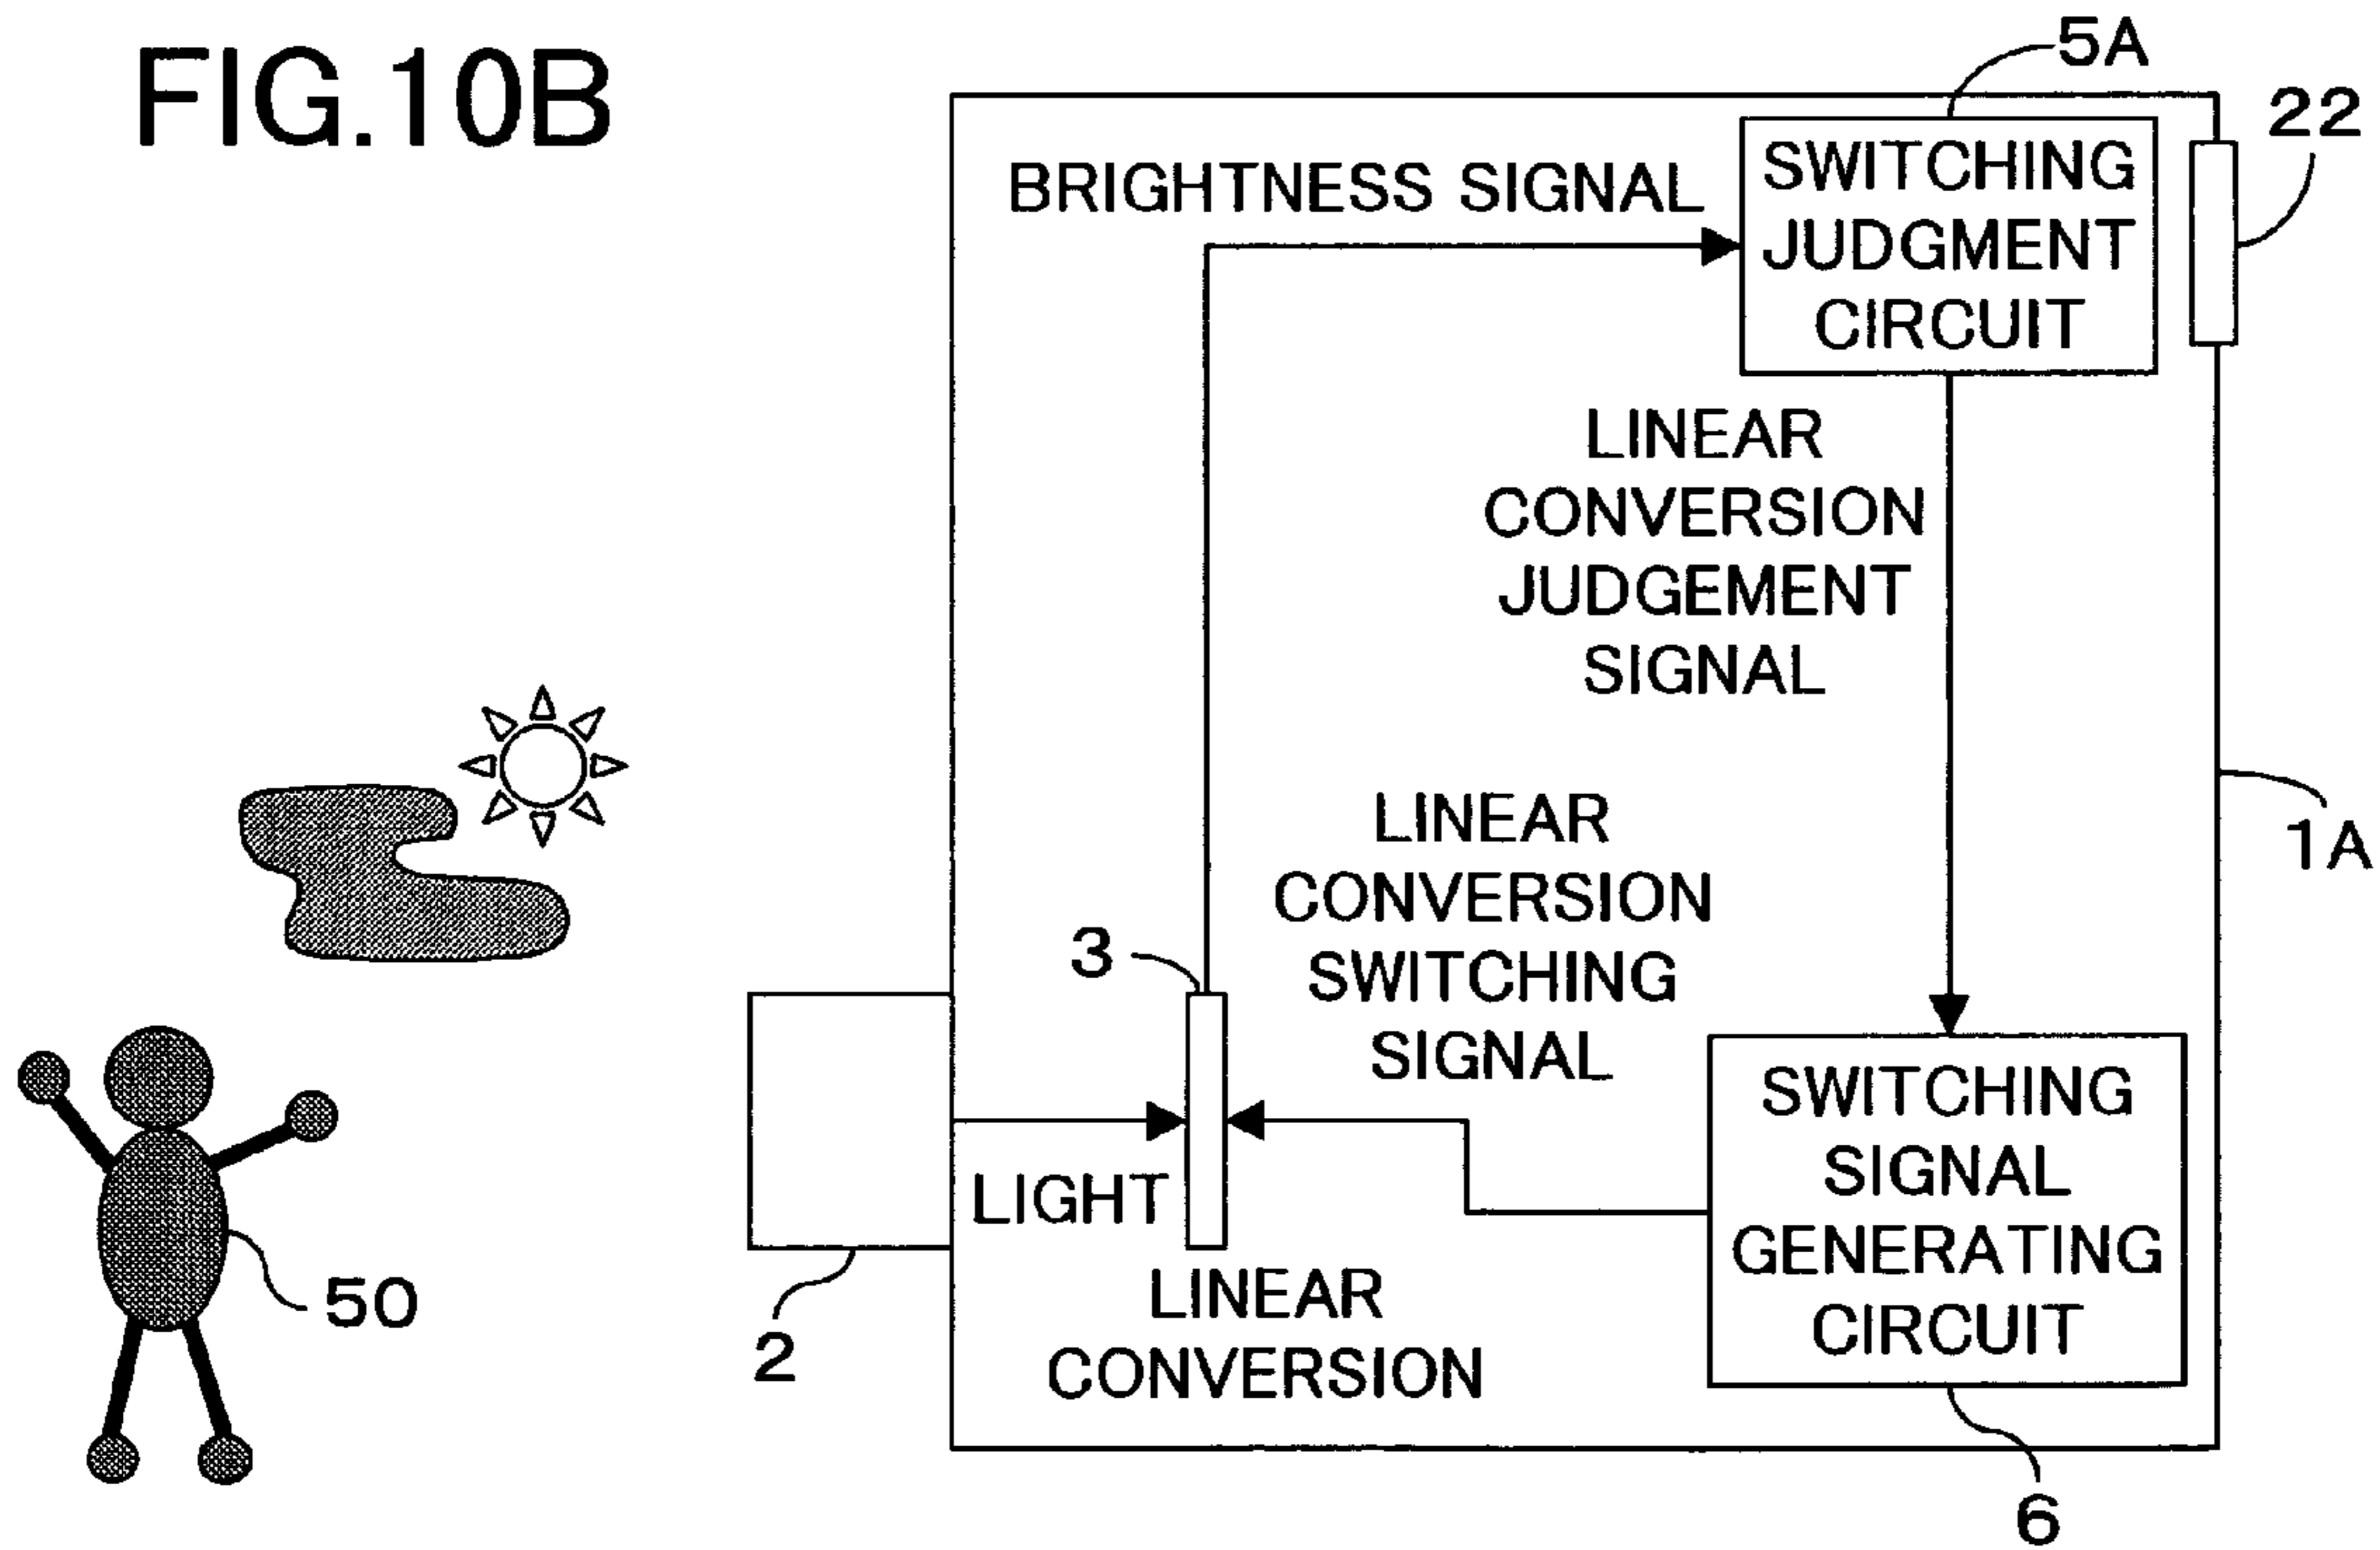 FIG.10B
5A
22
BRIGHTNESS SIGNAL
SWITCHING
JUDGMENT
CIRCUIT
LINEAR
CONVERSION
JUDGEMENT
SIGNAL
1A
LINEAR
CONVERSION
SWITCHING
SIGNAL
3
SWITCHING
SIGNAL
GENERATING
CIRCUIT
LIGHT
50
2
LINEAR
CONVERSION
6